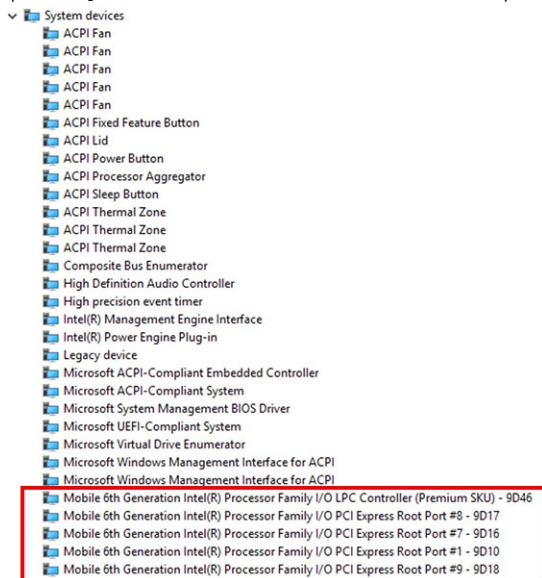 System devices
ACPI Fan
ACPI Fan
ACPI Fan
ACPI Fan
ACPI Fan
ACPI Fixed Feature Button
ACPI Lid
ACPI Power Button
ACPI Processor Aggregator
ACPI Sleep Button
ACPI Thermal Zone
ACPI Thermal Zone
ACPI Thermal Zone
Composite Bus Enumerator
High Definition Audio Controller
High precision event timer
Intel(R) Management Engine Interface
Intel(R) Power Engine Plug-in
Legacy device
Microsoft ACPI-Compliant Embedded Controller
Microsoft ACPI-Compliant System
Microsoft System Management BIOS Driver
Microsoft UEFI-Compliant System
Microsoft Virtual Drive Enumerator
Microsoft Windows Management Interface for ACPI
Microsoft Windows Management Interface for ACPI
Mobile 6th Generation Intel(R) Processor Family I/O LPC Controller (Premium SKU) - 9D46
Mobile 6th Generation Intel(R) Processor Family I/O PCI Express Root Port #8 - 9D17
Mobile 6th Generation Intel(R) Processor Family I/O PCI Express Root Port #7 - 9D16
Mobile 6th Generation Intel(R) Processor Family I/O PCI Express Root Port #1 - 9D10
Mobile 6th Generation Intel(R) Processor Family I/O PCI Express Root Port #9 - 9D18